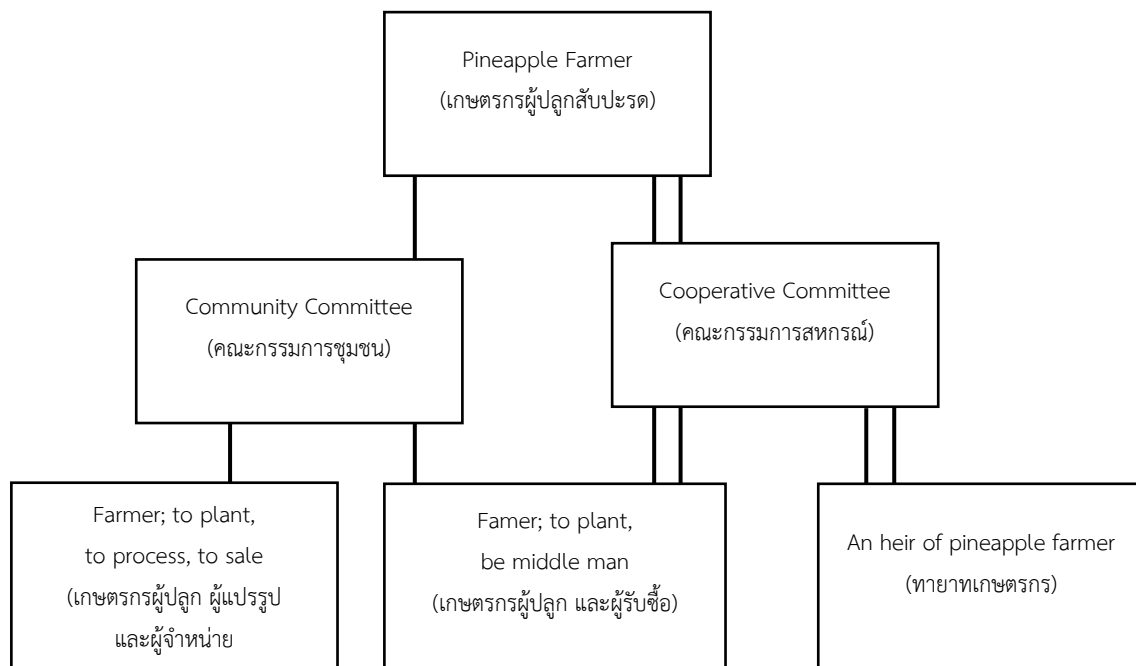 Pineapple Farmer
(เกษตรกรผู้ปลูกสับปะรด)
Community Committee
(คณะกรรมการชุมชน)
Cooperative Committee
(คณะกรรมการสหกรณ์)
Farmer; to plant,
to process, to sale
(เกษตรกรผู้ปลูก ผู้แปรรูป
และผู้จำหน่าย
Famer; to plant,
be middle man
(เกษตรกรผู้ปลูก และผู้รับซื้อ)
An heir of pineapple farmer
(ทายาทเกษตรกร)